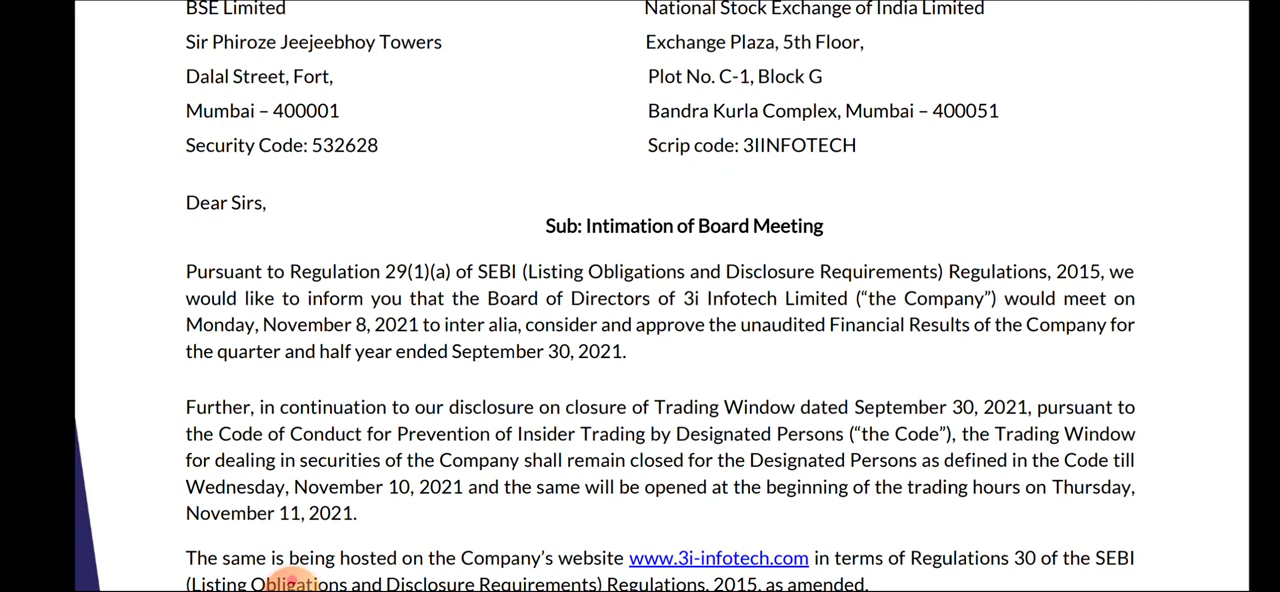 BSE Limited
National Stock Exchange of India Limited
Sir Phiroze Jeejeebhoy Towers
Exchange Plaza, 5th Floor,
Dalal Street, Fort,
Plot No. C-1, Block G
Mumbai – 400001
Bandra Kurla Complex, Mumbai – 400051
Security Code: 532628
Scrip code: 3IINFOTECH
Dear Sirs,
Sub: Intimation of Board Meeting
Pursuant to Regulation 29(1)(a) of SEBI (Listing Obligations and Disclosure Requirements) Regulations, 2015, we
would like to inform you that the Board of Directors of 3i Infotech Limited (“the Company”) would meet on
Monday, November 8, 2021 to inter alia, consider and approve the unaudited Financial Results of the Company for
the quarter and half year ended September 30, 2021.
Further, in continuation to our disclosure on closure of Trading Window dated September 30, 2021, pursuant to
the Code of Conduct for Prevention of Insider Trading by Designated Persons (“the Code”), the Trading Window
for dealing in securities of the Company shall remain closed for the Designated Persons as defined in the Code till
Wednesday, November 10, 2021 and the same will be opened at the beginning of the trading hours on Thursday,
November 11, 2021.
The same is being hosted on the Company’s website www.3i-infotech.com in terms of Regulations 30 of the SEBI
(Listing Obligations and Disclosure Requirements) Regulations, 2015, as amended.